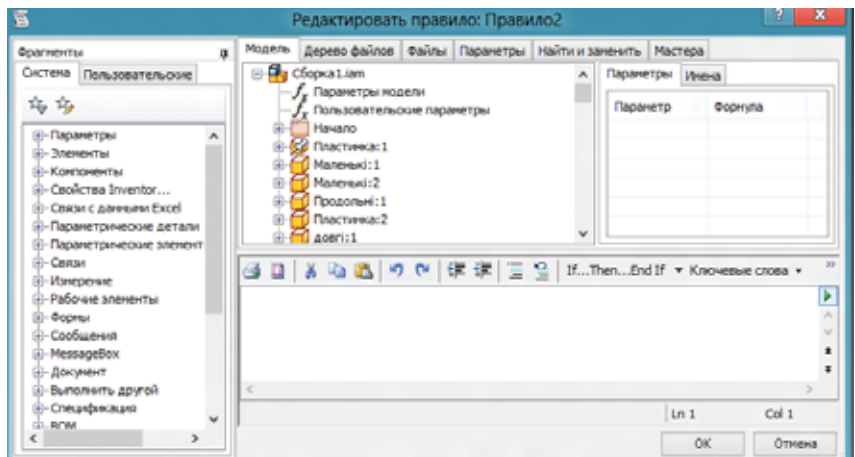 Редактировать правило: Правило2
Фрагменты
Система Пользовательские
Параметры
Элементы
Компоненты
Свойства Inventor...
Связи с данными Excel
Параметрические детали
Параметрические элемент
Связи
Измерение
Рабочие элементы
Формы
Сообщения
MessageBox
Документ
Выполнить другой
Спецификация
BOM
Модель Дерево файлов Файлы Параметры Найти и заменить Мастера
Сборка1.iam
Параметры модели
Пользовательские параметры
Начало
Пластинка:1
Маленькі:1
Маленькі:2
Продольні:1
Пластинка:2
довгі:1
Параметры Имена
Параметр Формула
If...Then...End If Ключевые слова
Ln 1 Col 1
OK Отмена